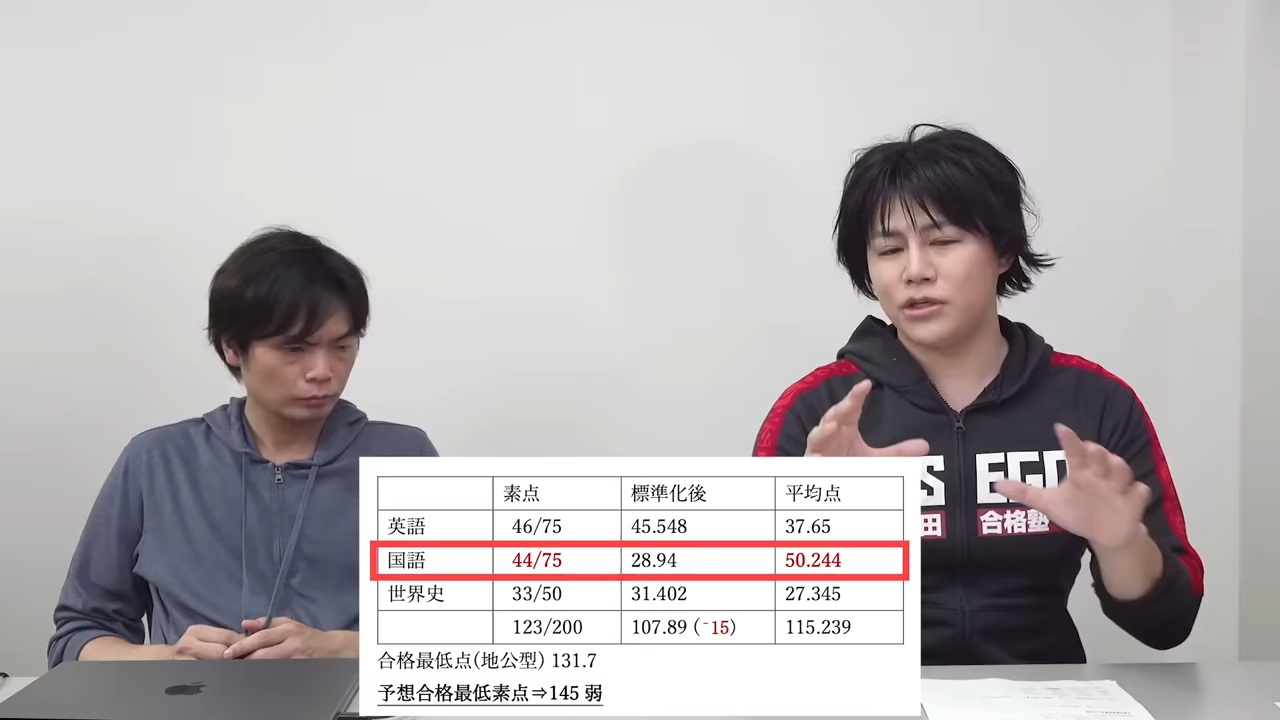 S EGO
田 合格塾
素点 標準化後 平均点
英語 46/75 45.548 37.65
国語 44/75 28.94 50.244
世界史 33/50 31.402 27.345
123/200 107.89 (-15) 115.239
合格最低点(地公型) 131.7
予想合格最低素点⇒145 弱